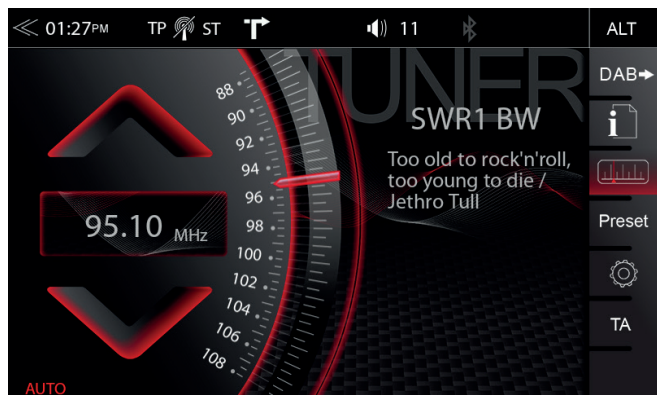 01:27PM TP ST 11 ALT
TUNER
DAB
i
SWR1 BW
Too old to rock'n'roll,
too young to die /
Jethro Tull
88
90
92
94
96
98
100
102
104
106
108
95.10 MHz
Preset
TA
AUTO